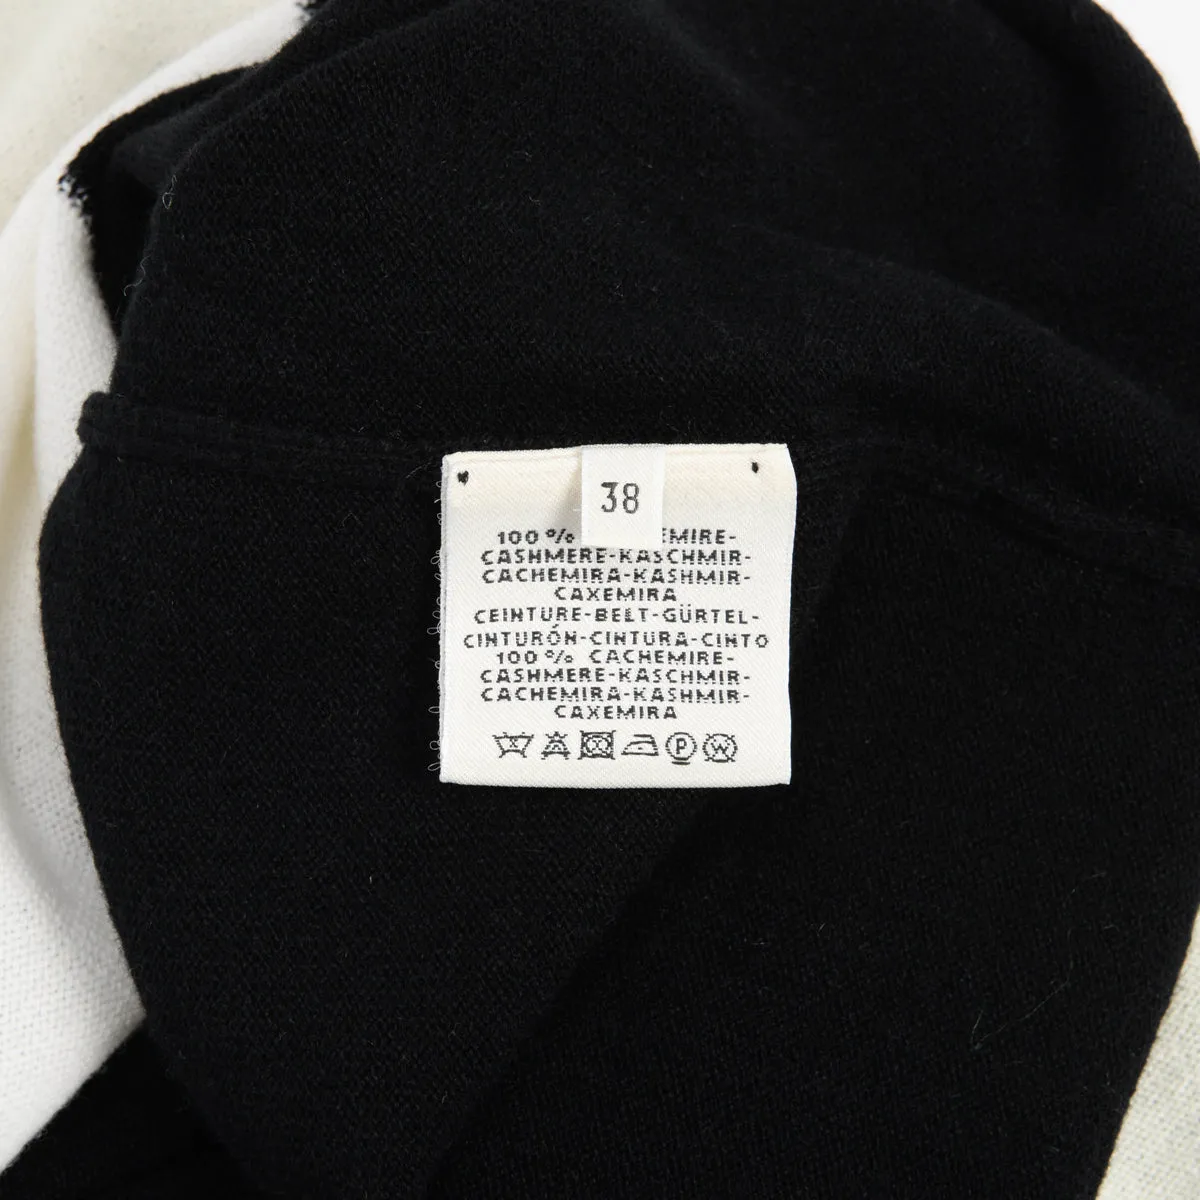 38
100 % EMIRE-
CASHMERE-KASCHMIR-
CACHEMIRA-KASHMIR-
CAXEMIRA
CEINTURE-BELT-GÜRTEL-
CINTURÓN-CINTURA-CINTO
100 % CACHEMIRE-
CASHMERE-KASCHMIR-
CACHEMIRA-KASHMIR-
CAXEMIRA
P W